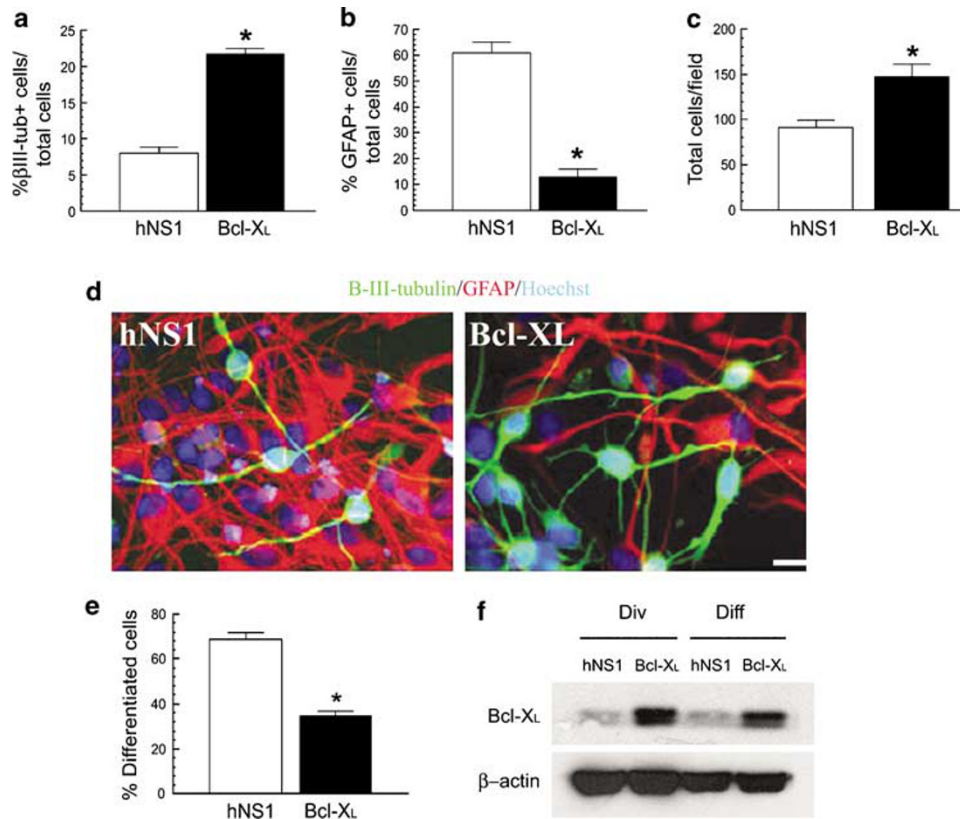 a
%βIII-tub+ cells/
total cells
25
20
15
10
5
0
*
hNS1
Bcl-XL
b
% GFAP+ cells/
total cells
60
50
40
30
20
10
0
*
hNS1
Bcl-XL
c
Total cells/field
200
150
100
50
0
*
hNS1
Bcl-XL
d
B-III-tubulin/GFAP/Hoechst
hNS1
Bcl-XL
e
% Differentiated cells
80
60
40
20
0
*
hNS1
Bcl-XL
f
Div Diff
hNS1 Bcl-XL hNS1 Bcl-XL
Bcl-XL
β–actin